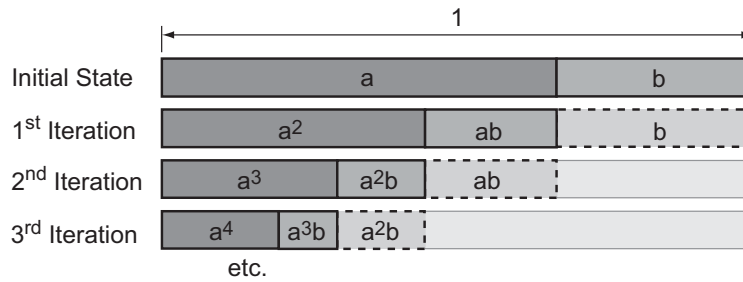 1
Initial State a b
1st Iteration a² ab b
2nd Iteration a³ a²b ab
3rd Iteration a⁴ a³b a²b
etc.